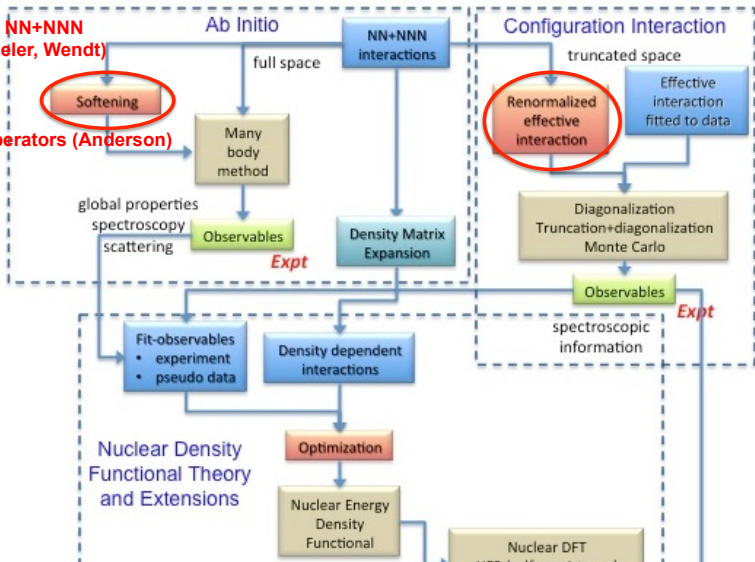 NN+NNN
Wendt)
Ab Initio
NN+NNN
interactions
full space
Softening
(Anderson)
Many
body
method
global properties
spectroscopy
scattering
Observables
Expt
Density Matrix
Expansion
Configuration Interaction
truncated space
Renormalized
effective
interaction
Effective
interaction
fitted to data
Diagonalization
Truncation+diagonalization
Monte Carlo
Observables
Expt
spectroscopic
information
Fit-observables
• experiment
• pseudo data
Density dependent
interactions
Optimization
Nuclear Density
Functional Theory
and Extensions
Nuclear Energy
Density
Functional
Nuclear DFT